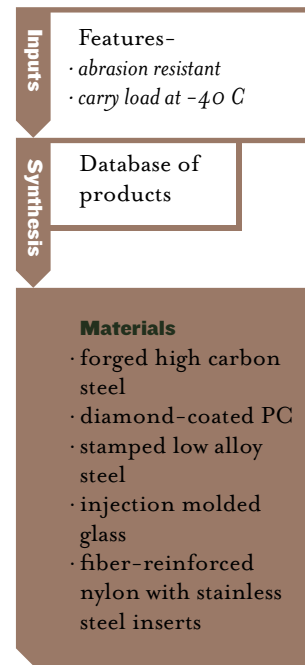 Inputs
Features-
· abrasion resistant
· carry load at -40 C
Synthesis
Database of
products
Materials
· forged high carbon
steel
· diamond-coated PC
· stamped low alloy
steel
· injection molded
glass
· fiber-reinforced
nylon with stainless
steel inserts